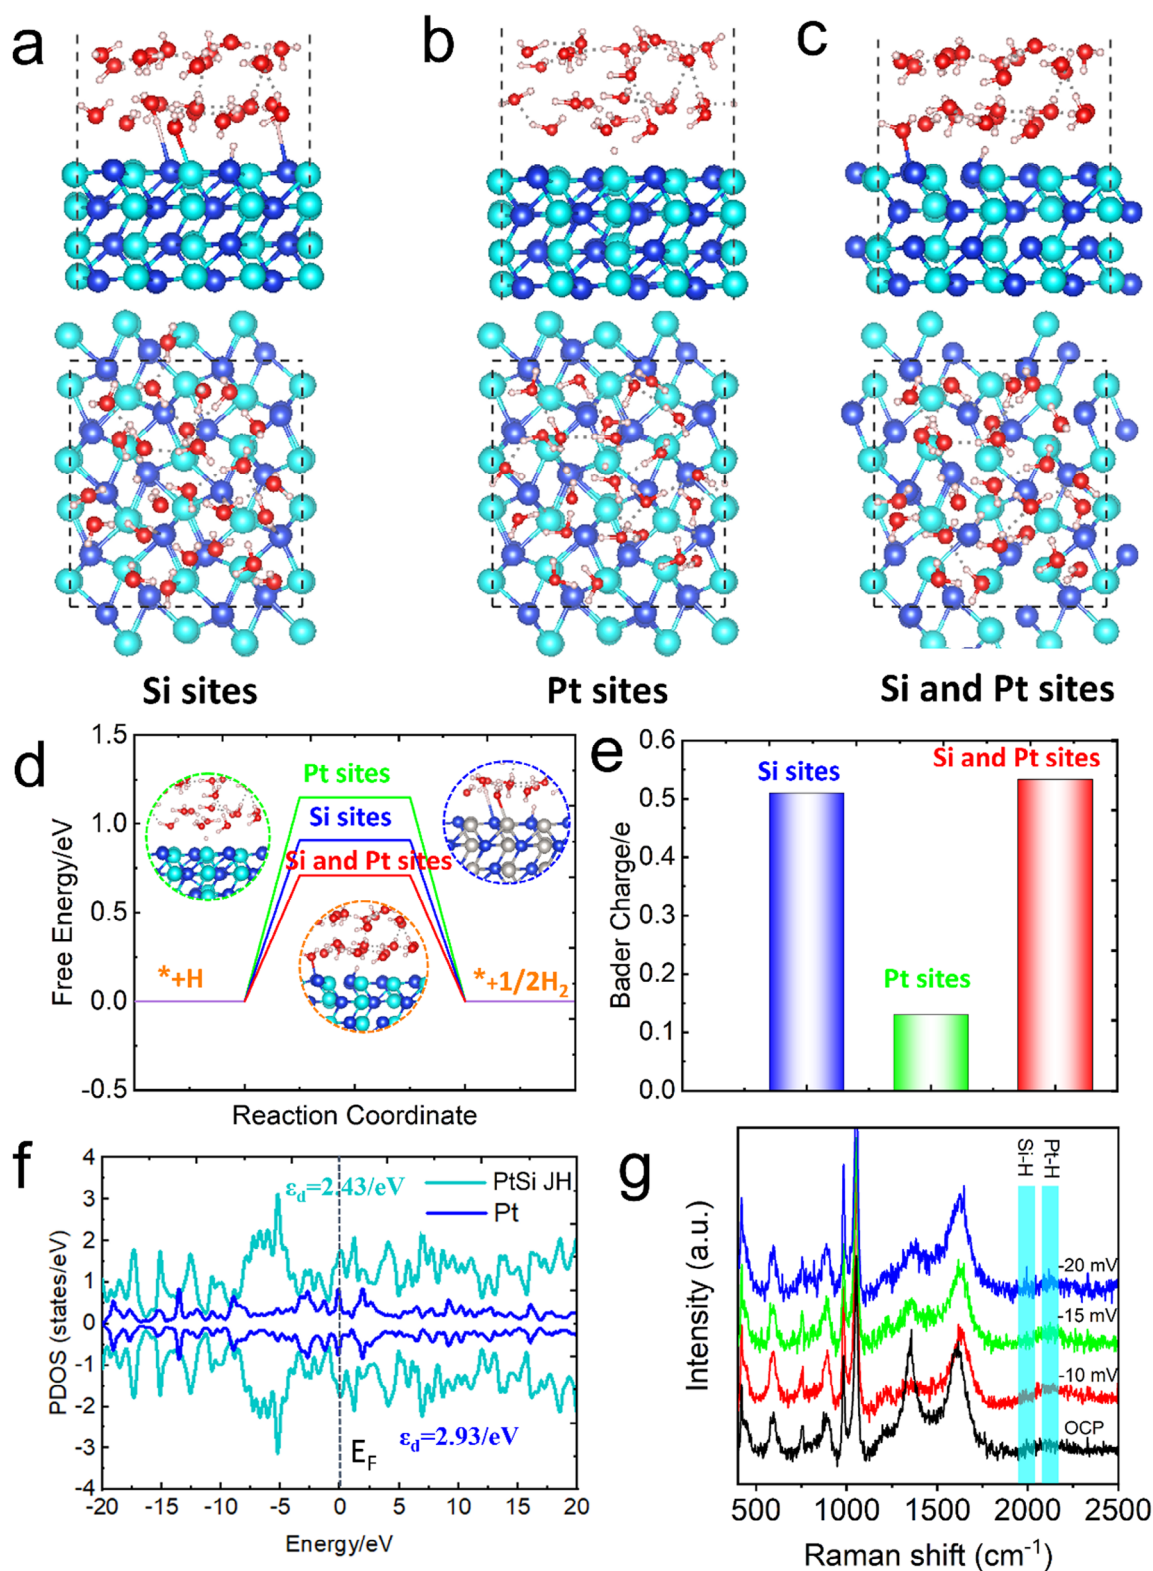 a
b
c
Si sites
Pt sites
Si and Pt sites
d
Free Energy/eV
1.5
1.0
0.5
0.0
-0.5
Pt sites
Si sites
Si and Pt sites
*+H
*+1/2H₂
Reaction Coordinate
e
Bader Charge/e
0.6
0.5
0.4
0.3
0.2
0.1
0.0
Si sites
Pt sites
Si and Pt sites
f
PDOS (states/eV)
4
3
2
1
0
-1
-2
-3
-4
εd=2.43/eV
PtSi JH
Pt
εd=2.93/eV
EF
-20 -15 -10 -5 0 5 10 15 20
Energy/eV
g
Intensity (a.u.)
Si-H
Pt-H
-20 mV
-15 mV
-10 mV
OCP
500 1000 1500 2000 2500
Raman shift (cm⁻¹)